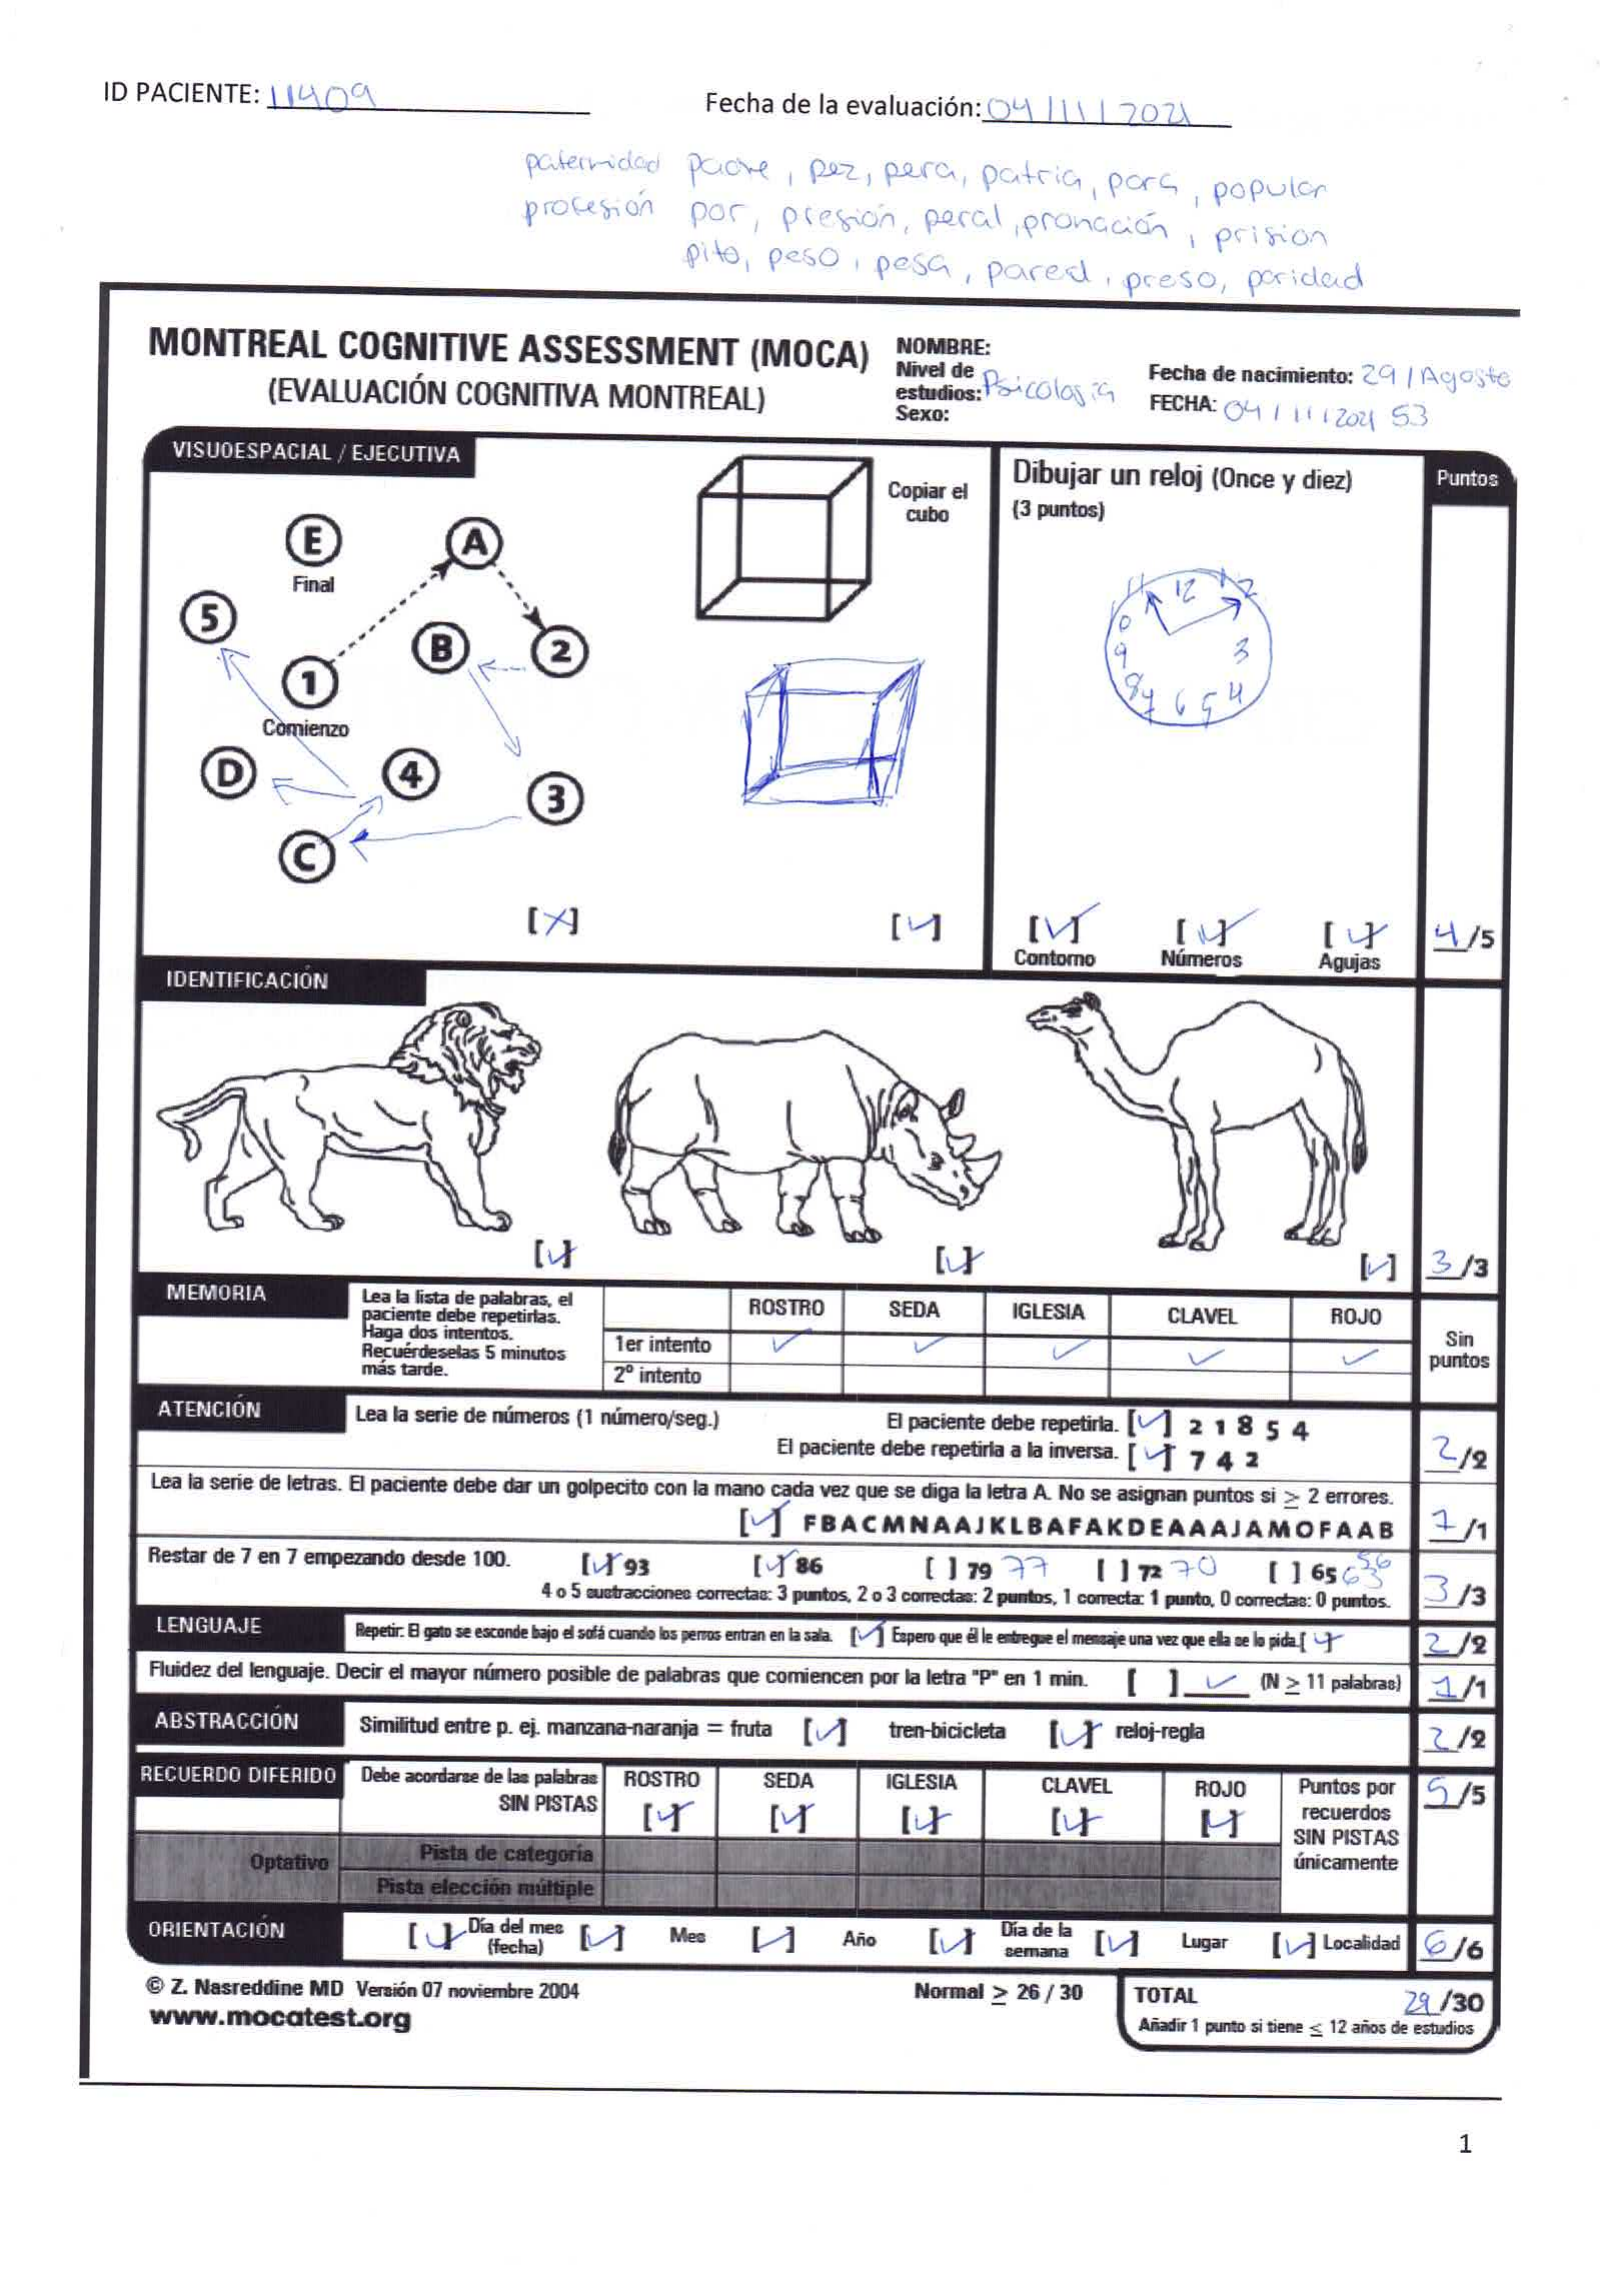 ID PACIENTE: 11409
Fecha de la evaluación: 04/11/2021
paternidad padre, pez, pera, patria, para, popular
profesión por, presión, peral, pronación, prision
pito, peso, pesa, pared, preso, paridad
MONTREAL COGNITIVE ASSESSMENT (MOCA)
(EVALUACIÓN COGNITIVA MONTREAL)
NOMBRE:
Nivel de estudios: Psicología
Sexo:
Fecha de nacimiento: 29/Agosto
FECHA: 04/11/2021 53
VISUOESPACIAL / EJECUTIVA
Puntos
E
Final
A
5
B
2
1
Comienzo
D
4
3
C
[X]
Copiar el
cubo
[✓]
Dibujar un reloj (Once y diez)
(3 puntos)
11 12 1 2
10
9 3
8 7 6 5 4
[✓] [✓] [✓]
Contorno Números Agujas
4/5
IDENTIFICACIÓN
[✓] [✓] [✓] 3/3
MEMORIA
Lea la lista de palabras, el
paciente debe repetirlas.
Haga dos intentos.
Recuérdeselas 5 minutos
más tarde.
ROSTRO SEDA IGLESIA CLAVEL ROJO
1er intento ✓ ✓ ✓ ✓ ✓
2º intento
Sin
puntos
ATENCIÓN
Lea la serie de números (1 número/seg.) El paciente debe repetirla. [✓] 2 1 8 5 4
El paciente debe repetirla a la inversa. [✓] 7 4 2 2/2
Lea la serie de letras. El paciente debe dar un golpecito con la mano cada vez que se diga la letra A. No se asignan puntos si ≥ 2 errores.
[✓] FBACMNAAJKLBAFAKDEAAAJAMOFAAB 1/1
Restar de 7 en 7 empezando desde 100. [✓] 93 [✓] 86 [ ] 79 77 [ ] 72 70 [ ] 65 63 56
4 o 5 sustracciones correctas: 3 puntos, 2 o 3 correctas: 2 puntos, 1 correcta: 1 punto, 0 correctas: 0 puntos. 3/3
LENGUAJE
Repetir: El gato se esconde bajo el sofá cuando los perros entran en la sala. [✓] Espero que él le entregue el mensaje una vez que ella se lo pida. [✓] 2/2
Fluidez del lenguaje. Decir el mayor número posible de palabras que comiencen por la letra "P" en 1 min. [ ] ✓ (N ≥ 11 palabras) 1/1
ABSTRACCIÓN
Similitud entre p. ej. manzana-naranja = fruta [✓] tren-bicicleta [✓] reloj-regla 2/2
RECUERDO DIFERIDO
Debe acordarse de las palabras
SIN PISTAS
ROSTRO SEDA IGLESIA CLAVEL ROJO
[✓] [✓] [✓] [✓] [✓]
Puntos por
recuerdos
SIN PISTAS
únicamente
5/5
Optativo
Pista de categoría
Pista elección múltiple
ORIENTACIÓN
[✓] Día del mes (fecha) [✓] Mes [✓] Año [✓] Día de la semana [✓] Lugar [✓] Localidad 6/6
© Z. Nasreddine MD Versión 07 noviembre 2004
www.mocatest.org
Normal ≥ 26 / 30
TOTAL 29/30
Añadir 1 punto si tiene ≤ 12 años de estudios
1